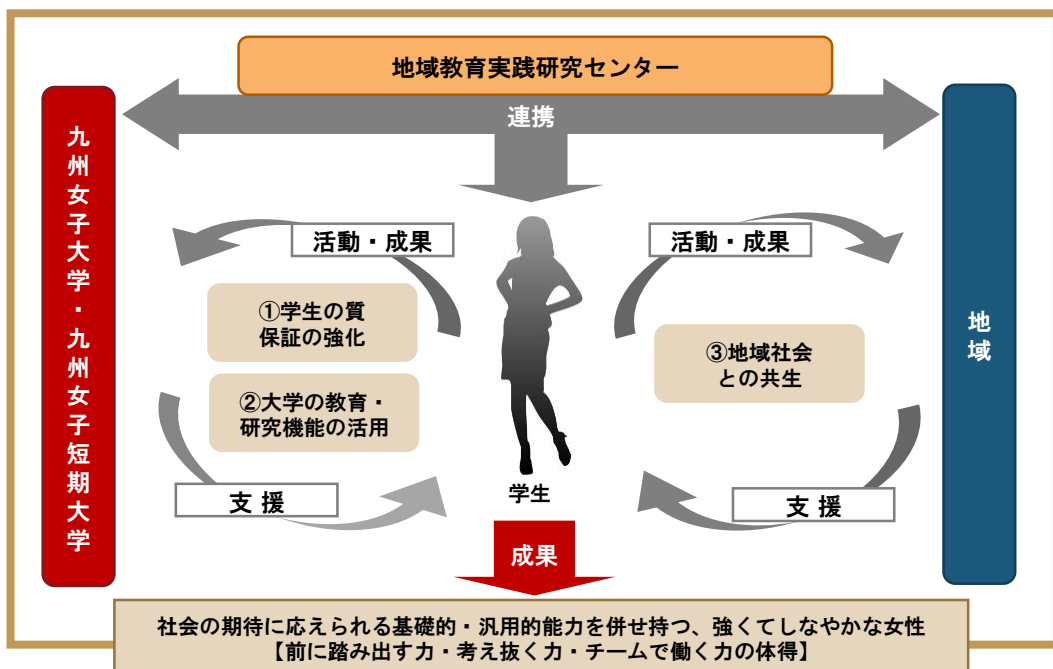 地域教育実践研究センター
連携
九州女子大学・九州女子短期大学
地域
活動・成果
活動・成果
①学生の質
保証の強化
②大学の教育・
研究機能の活用
③地域社会
との共生
支 援
学生
支 援
成果
社会の期待に応えられる基礎的・汎用的能力を併せ持つ、強くてしなやかな女性
【前に踏み出す力・考え抜く力・チームで働く力の体得】